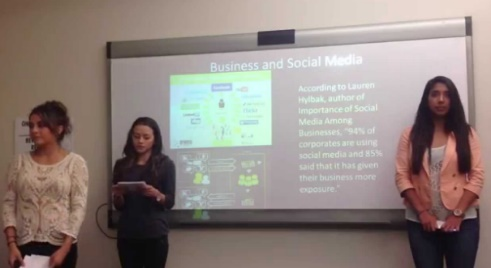 Business and Social Media
According to Lauren
Hylbak, author of
Importance of Social
Media Among
Businesses, "94% of
corporates are using
social media and 85%
said that it has given
their business more
exposure."